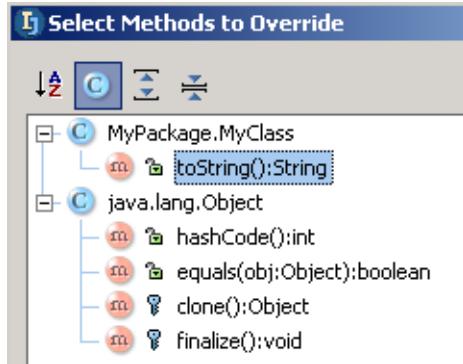 Select Methods to Override
MyPackage.MyClass
toString():String
java.lang.Object
hashCode():int
equals(obj:Object):boolean
clone():Object
finalize():void